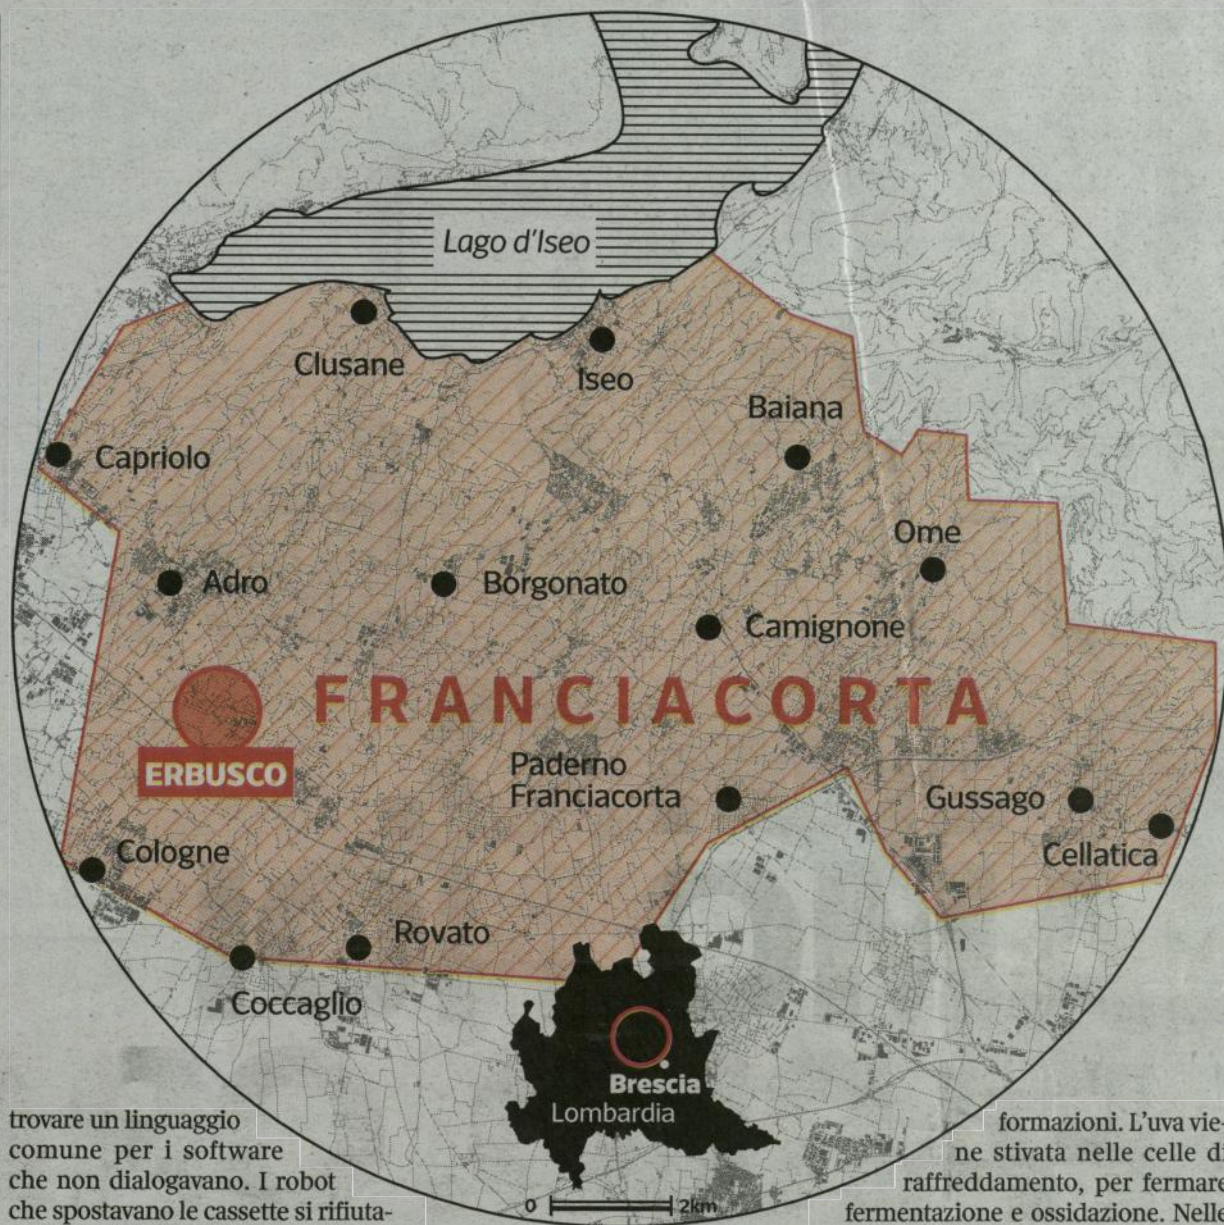 Lago d'Iseo
Clusane
Iseo
Baiana
Capriolo
Ome
Adro
Borgonato
Camignone
FRANCIACORTA
ERBUSCO
Paderno
Franciacorta
Gussago
Cellatica
Cologne
Rovato
Coccaglio
Brescia
Lombardia
0 2km
trovare un linguaggio
comune per i software
che non dialogavano. I robot
che spostavano le cassette si rifiuta-
formazioni. L'uva vie-
ne stivata nelle celle di
raffreddamento, per fermare
fermentazione e ossidazione. Nelle